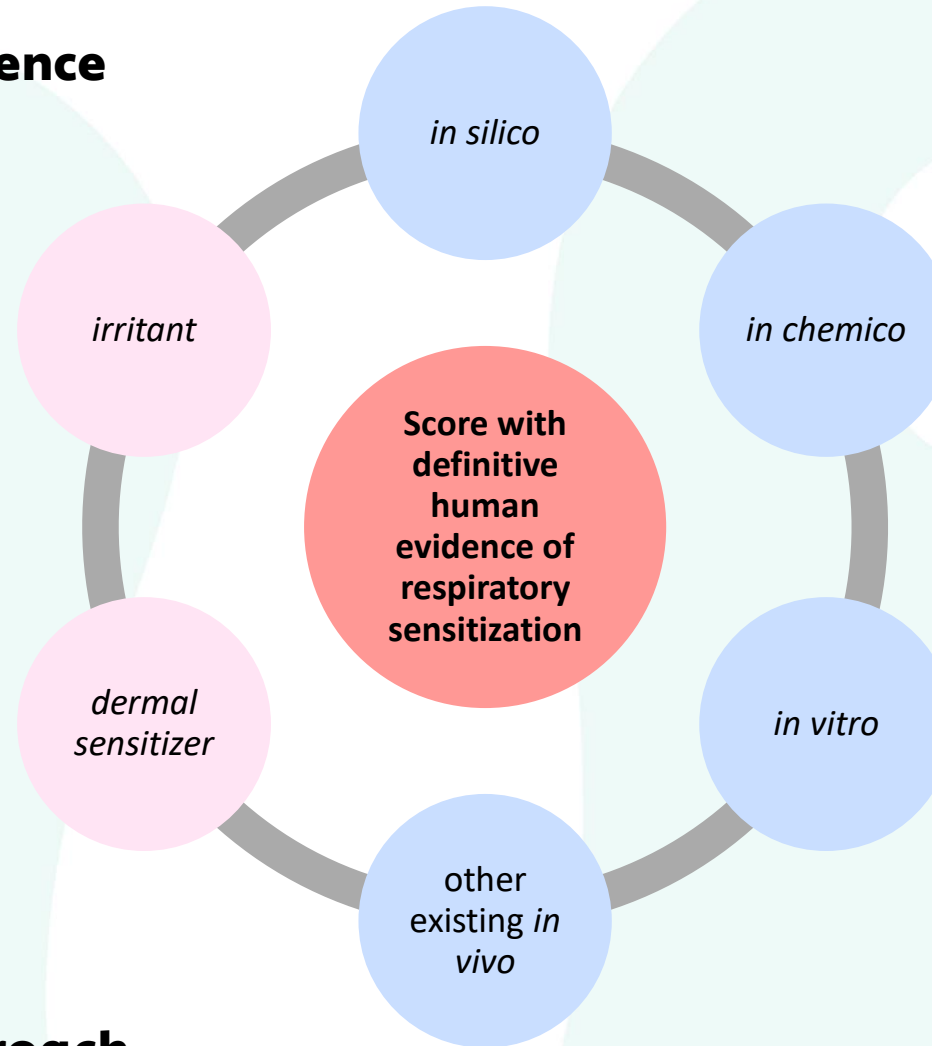 ence
in silico
irritant
in chemico
Score with
definitive
human
evidence of
respiratory
sensitization
dermal
sensitizer
in vitro
other
existing in
vivo
roach